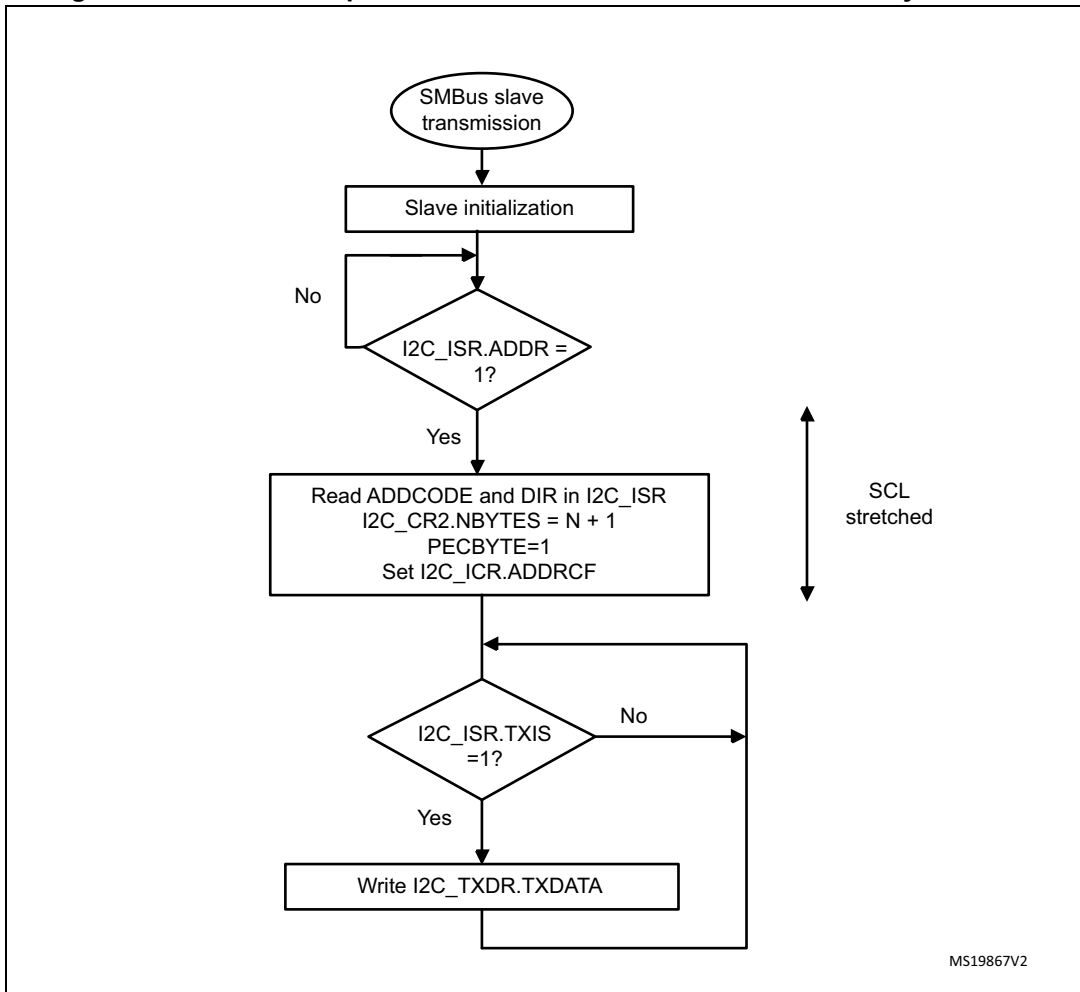 SMBus slave
transmission
Slave initialization
No
I2C_ISR.ADDR =
1?
Yes
Read ADDCODE and DIR in I2C_ISR
I2C_CR2.NBYTES = N + 1
PECBYTE=1
Set I2C_ICR.ADDRCF
SCL
stretched
I2C_ISR.TXIS
=1?
No
Yes
Write I2C_TXDR.TXDATA
MS19867V2